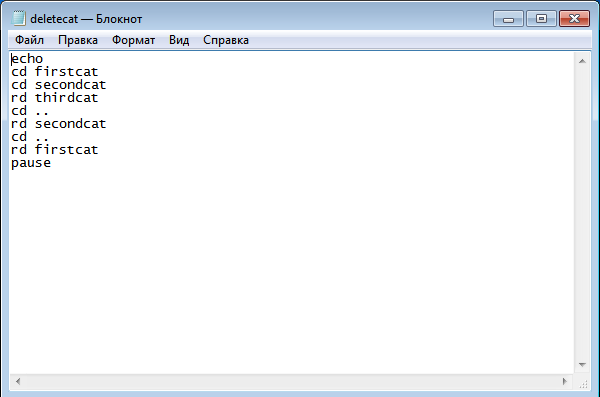 deletecat — Блокнот
Файл Правка Формат Вид Справка
echo
cd firstcat
cd secondcat
rd thirdcat
cd ..
rd secondcat
cd ..
rd firstcat
pause